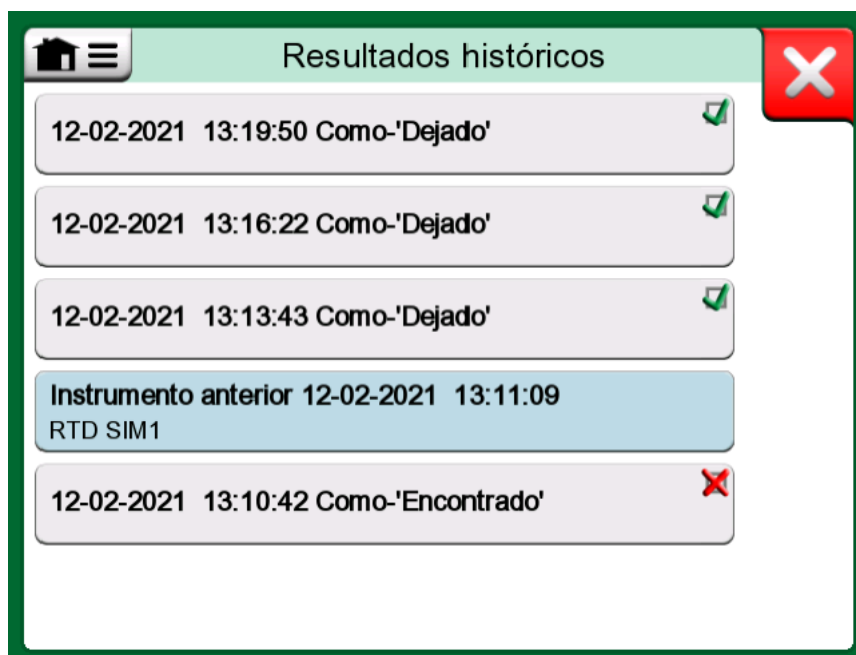 Resultados históricos
12-02-2021 13:19:50 Como-'Dejado'
12-02-2021 13:16:22 Como-'Dejado'
12-02-2021 13:13:43 Como-'Dejado'
Instrumento anterior 12-02-2021 13:11:09
RTD SIM1
12-02-2021 13:10:42 Como-'Encontrado'